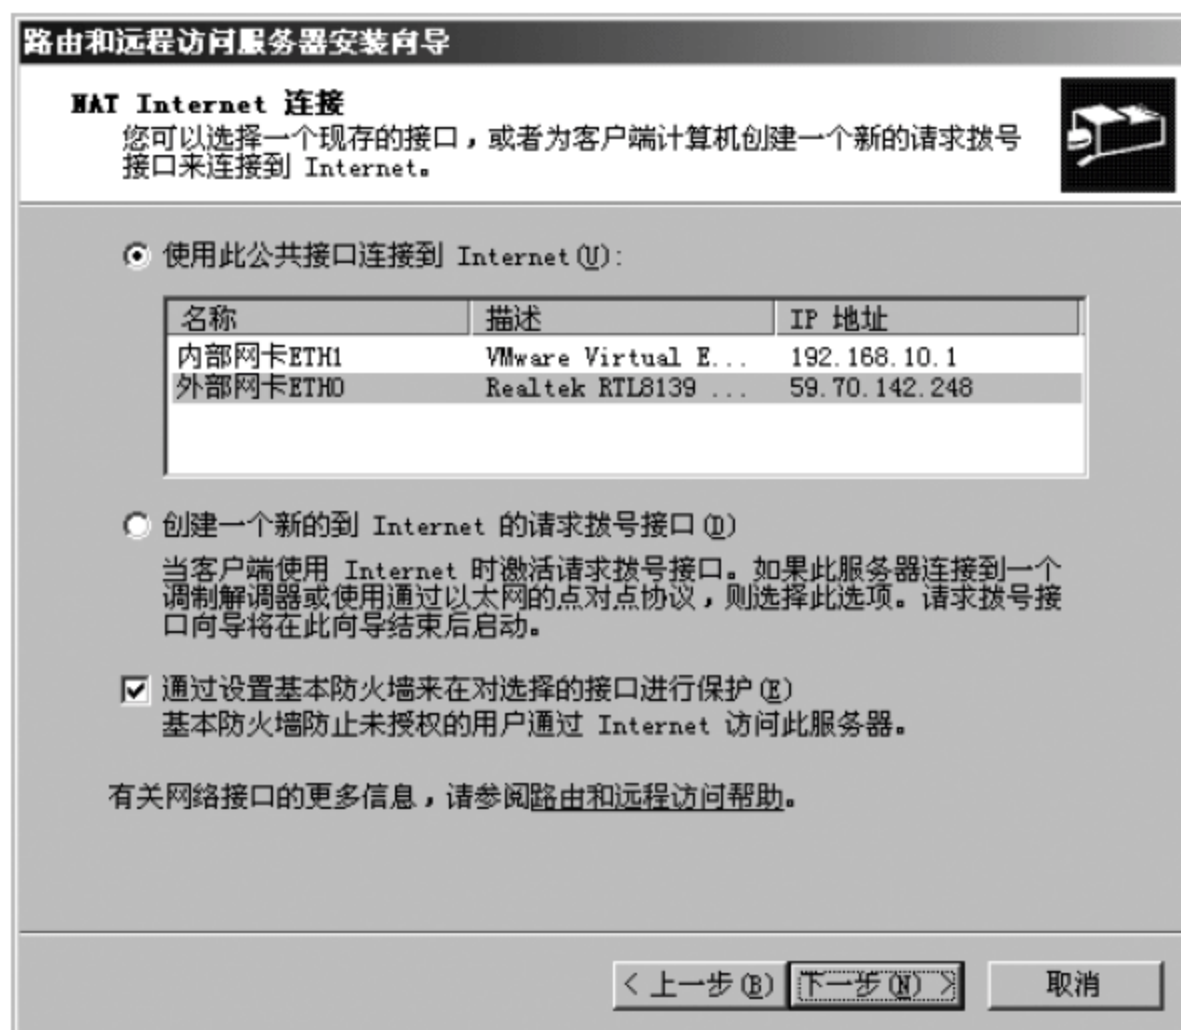 路由和远程访问服务器安装向导
NAT Internet 连接
您可以选择一个现存的接口，或者为客户端计算机创建一个新的请求拨号
接口来连接到 Internet。
使用此公共接口连接到 Internet(U):
名称 描述 IP 地址
内部网卡ETH1 VMware Virtual E... 192.168.10.1
外部网卡ETH0 Realtek RTL8139 ... 59.70.142.248
创建一个新的到 Internet 的请求拨号接口(D)
当客户端使用 Internet 时激活请求拨号接口。如果此服务器连接到一个
调制解调器或使用通过以太网的点对点协议，则选择此选项。请求拨号接
口向导将在此向导结束后启动。
通过设置基本防火墙来在对选择的接口进行保护(E)
基本防火墙防止未授权的用户通过 Internet 访问此服务器。
有关网络接口的更多信息，请参阅路由和远程访问帮助。
< 上一步(B) 下一步(N) > 取消